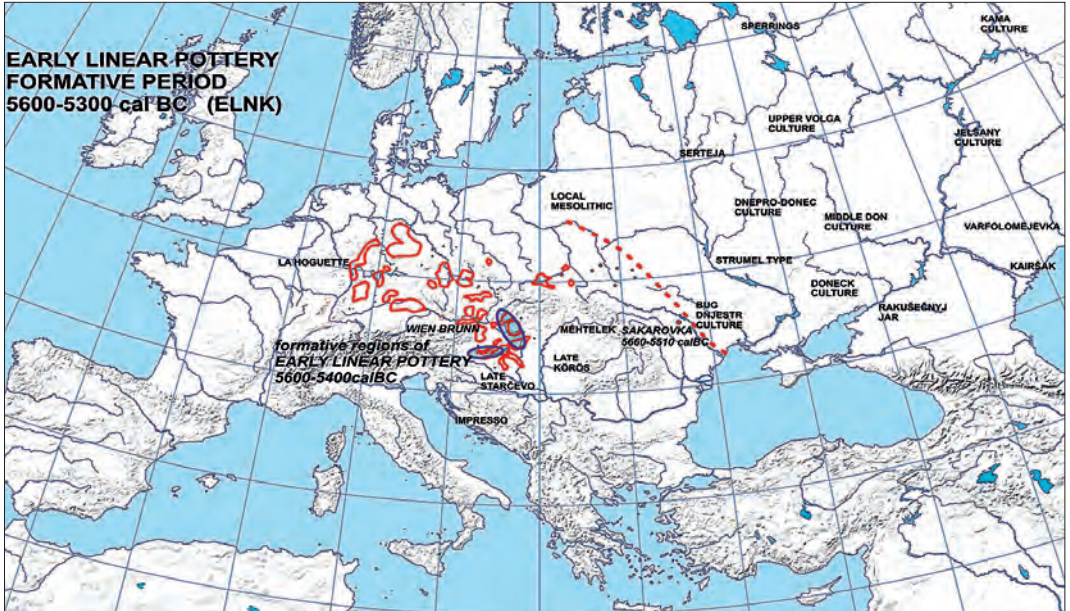 EARLY LINEAR POTTERY
FORMATIVE PERIOD
5600-5300 cal BC (ELNK)
SPERRINGS
KAMA
CULTURE
UPPER VOLGA
CULTURE
JELSANY
CULTURE
SERTEJA
LOCAL
MESOLITHIC
DNEPRO-DONEC
CULTURE
MIDDLE DON
CULTURE
VARFOLOMEJEVKA
LA HOGUETTE
STRUMEL TYPE
KAIRŠAK
DONECK
CULTURE
RAKUŠEČNYJ
JAR
BUG
DNJESTR
CULTURE
WIEN BRUNN
MEHTELEK
SAKAROVKA
5660-5510 calBC
formative regions of
EARLY LINEAR POTTERY
5600-5400calBC
LATE
KÖRÖS
LATE
STARČEVO
IMPRESSO